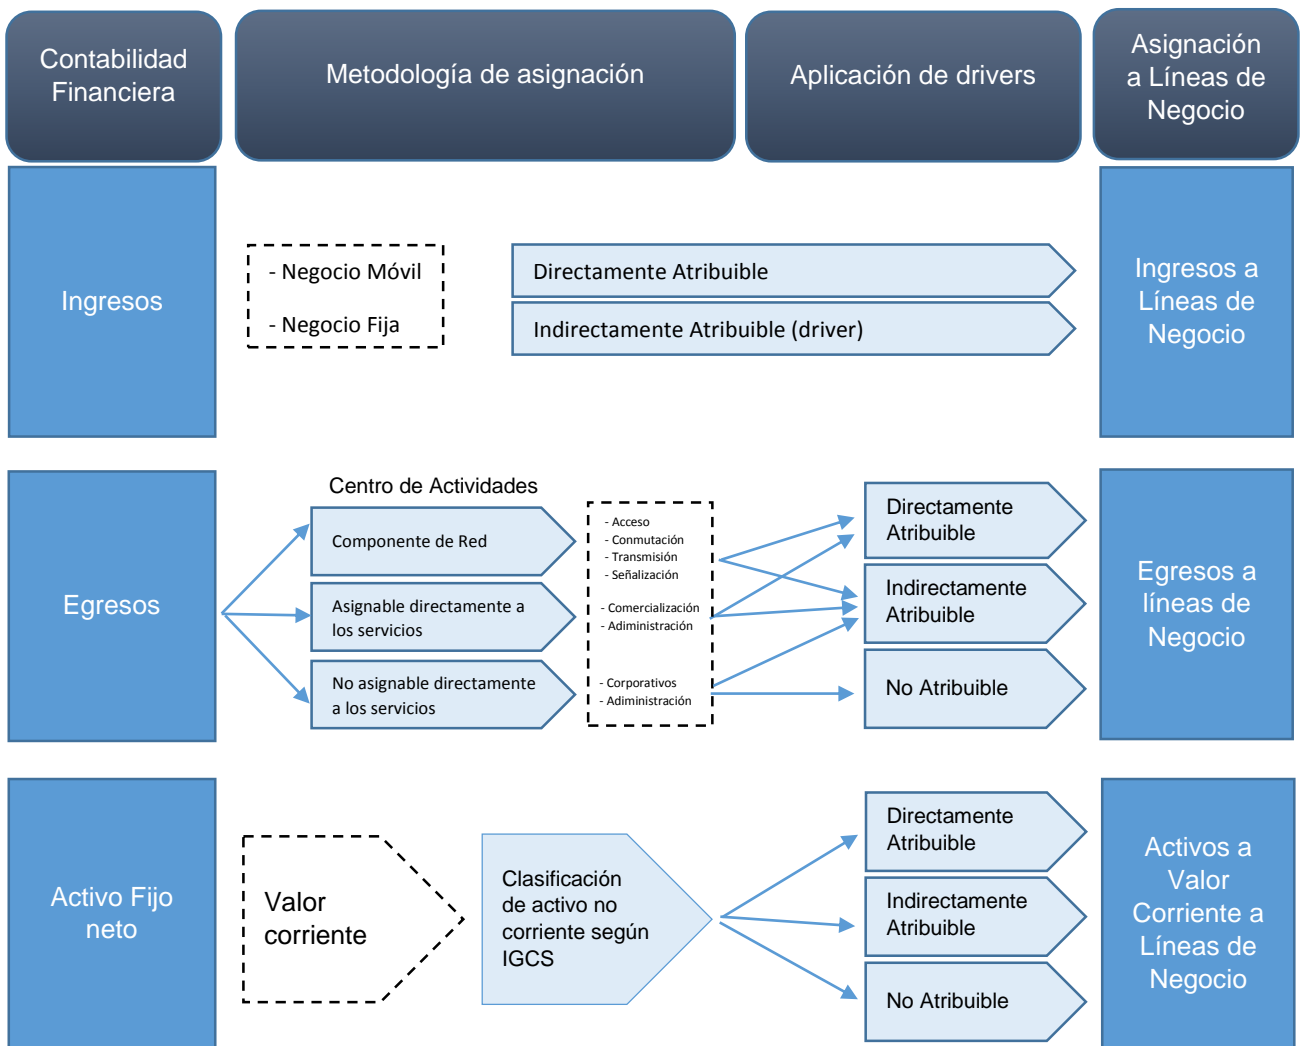 Contabilidad
Financiera
Metodología de asignación
Aplicación de drivers
Asignación
a Líneas de
Negocio
Ingresos
- Negocio Móvil
- Negocio Fija
Directamente Atribuible
Indirectamente Atribuible (driver)
Ingresos a
Líneas de
Negocio
Egresos
Centro de Actividades
Componente de Red
Asignable directamente a
los servicios
No asignable directamente
a los servicios
- Acceso
- Conmutación
- Transmisión
- Señalización
- Comercialización
- Adiministración
- Corporativos
- Adiministración
Directamente
Atribuible
Indirectamente
Atribuible
No Atribuible
Egresos a
líneas de
Negocio
Activo Fijo
neto
Valor
corriente
Clasificación
de activo no
corriente según
IGCS
Directamente
Atribuible
Indirectamente
Atribuible
No Atribuible
Activos a
Valor
Corriente a
Líneas de
Negocio